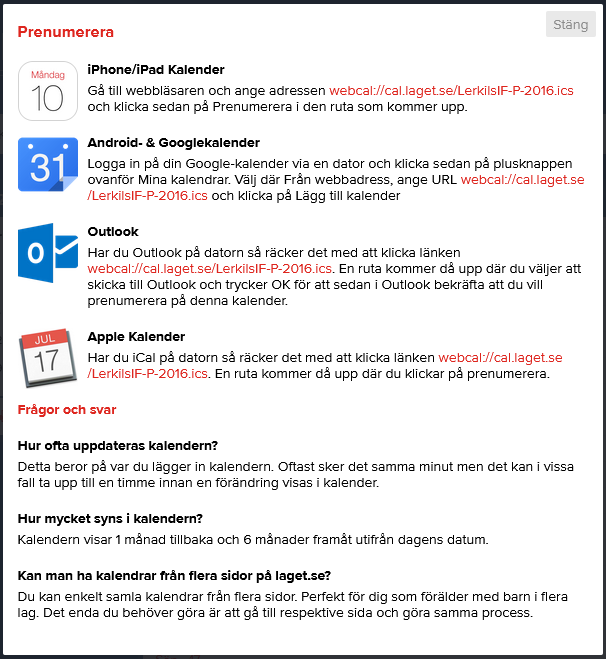 Prenumerera
Stäng
Måndag
10
iPhone/iPad Kalender
Gå till webbläsaren och ange adressen webcal://cal.laget.se/LerkilsIF-P-2016.ics
och klicka sedan på Prenumerera i den ruta som kommer upp.
31
Android- & Googlekalender
Logga in på din Google-kalender via en dator och klicka sedan på plusknappen
ovanför Mina kalendrar. Välj där Från webbadress, ange URL webcal://cal.laget.se
/LerkilsIF-P-2016.ics och klicka på Lägg till kalender
Outlook
Har du Outlook på datorn så räcker det med att klicka länken
webcal://cal.laget.se/LerkilsIF-P-2016.ics. En ruta kommer då upp där du väljer att
skicka till Outlook och trycker OK för att sedan i Outlook bekräfta att du vill
prenumerera på denna kalender.
JUL
17
Apple Kalender
Har du iCal på datorn så räcker det med att klicka länken webcal://cal.laget.se
/LerkilsIF-P-2016.ics. En ruta kommer då upp där du klickar på prenumerera.
Frågor och svar
Hur ofta uppdateras kalendern?
Detta beror på var du lägger in kalendern. Oftast sker det samma minut men det kan i vissa
fall ta upp till en timme innan en förändring visas i kalender.
Hur mycket syns i kalendern?
Kalendern visar 1 månad tillbaka och 6 månader framåt utifrån dagens datum.
Kan man ha kalendrar från flera sidor på laget.se?
Du kan enkelt samla kalendrar från flera sidor. Perfekt för dig som förälder med barn i flera
lag. Det enda du behöver göra är att gå till respektive sida och göra samma process.